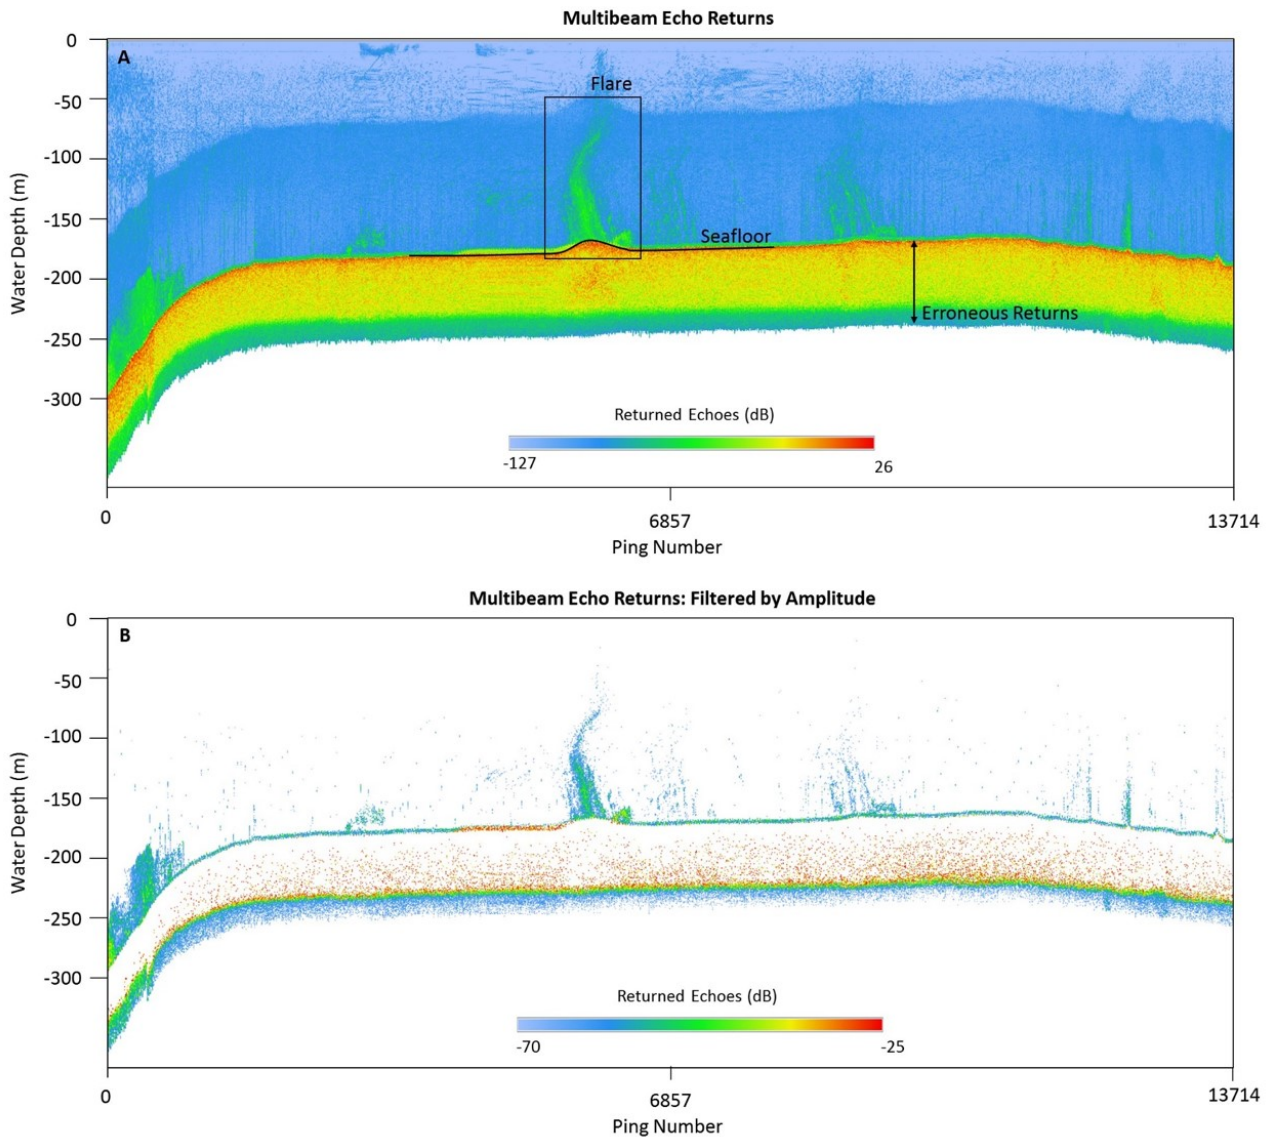 Multibeam Echo Returns
0
A
Flare
-50
-100
-150
Seafloor
-200
-250
Erroneous Returns
-300
Water Depth (m)
Returned Echoes (dB)
-127
26
0
6857
13714
Ping Number
Multibeam Echo Returns: Filtered by Amplitude
0
B
-50
-100
-150
-200
-250
-300
Water Depth (m)
Returned Echoes (dB)
-70
-25
0
6857
13714
Ping Number